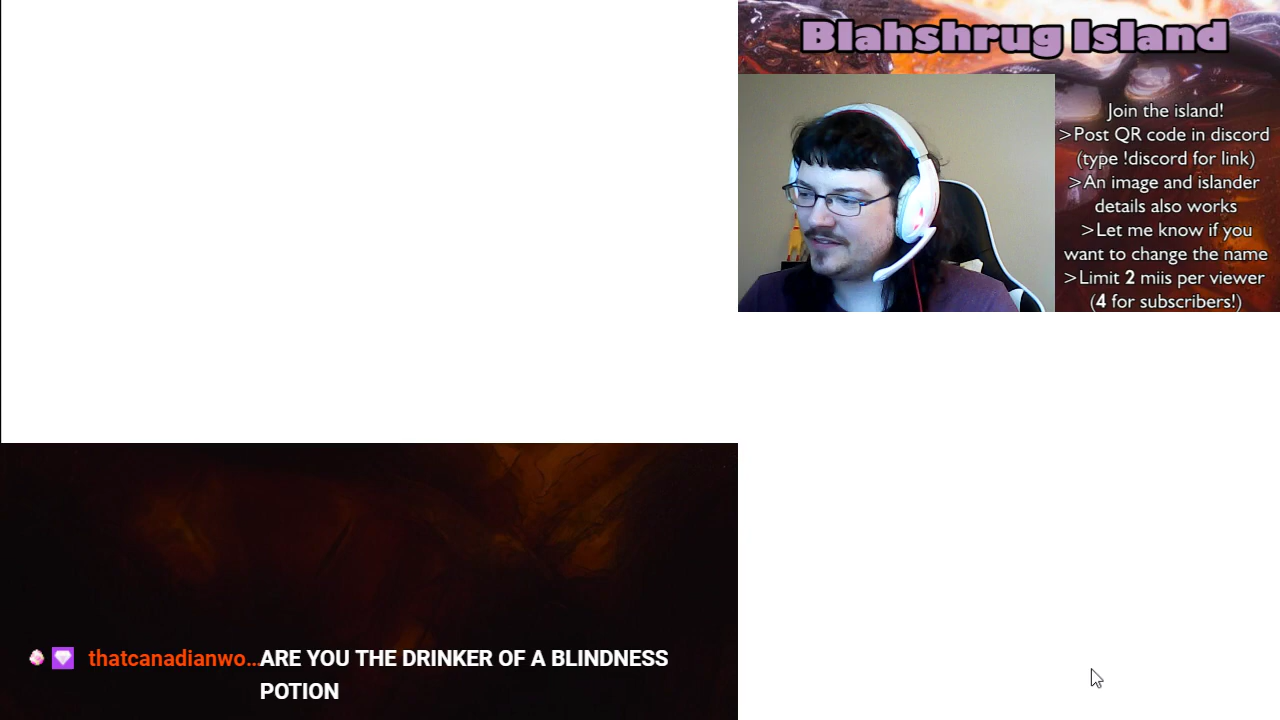 Blahshrug Island
Join the island!
>Post QR code in discord
(type !discord for link)
>An image and islander
details also works
>Let me know if you
want to change the name
>Limit 2 miis per viewer
(4 for subscribers!)
thatcanadianwo... ARE YOU THE DRINKER OF A BLINDNESS
POTION